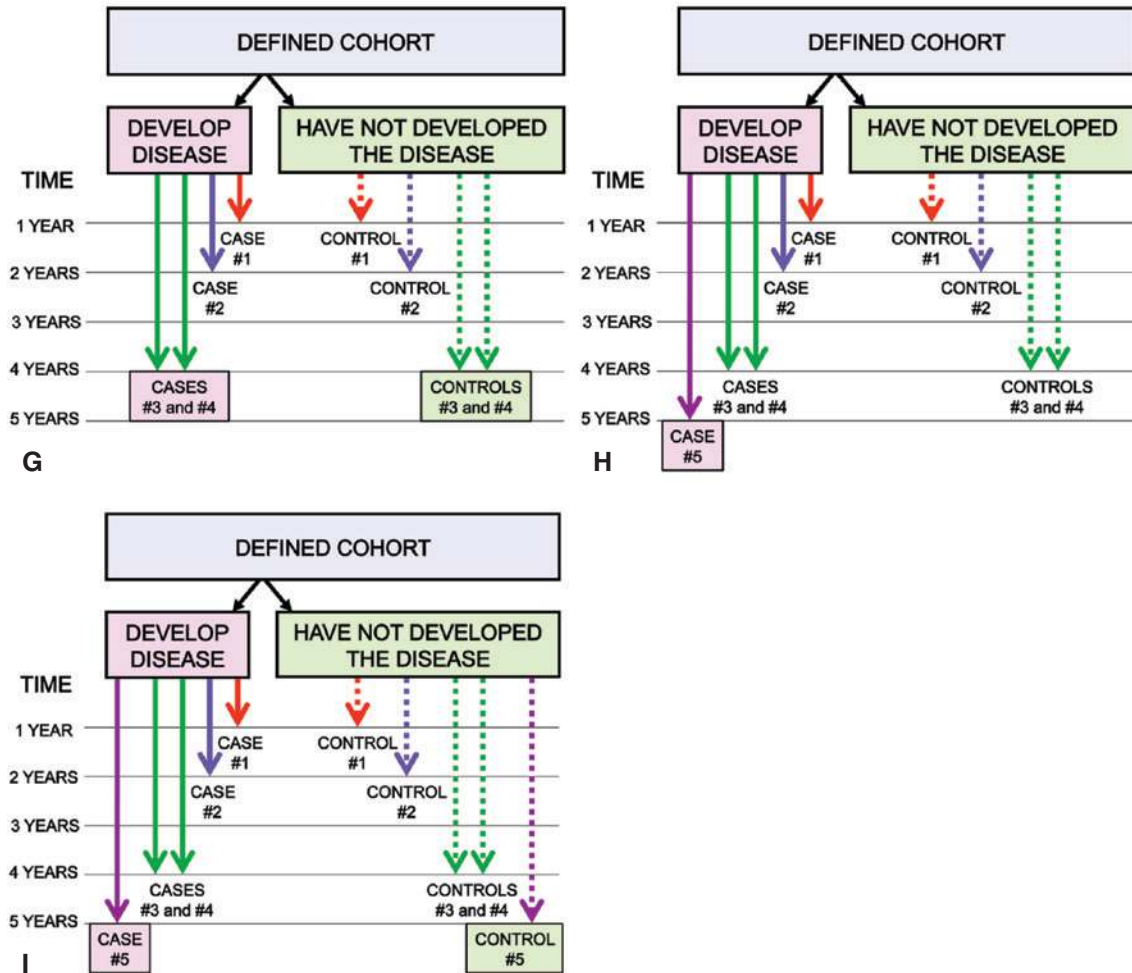 DEFINED COHORT
DEVELOP
DISEASE
HAVE NOT DEVELOPED
THE DISEASE
TIME
1 YEAR
CASE
#1
CONTROL
#1
2 YEARS
CASE
#2
CONTROL
#2
3 YEARS
4 YEARS
CASES
#3 and #4
CONTROLS
#3 and #4
5 YEARS
G
DEFINED COHORT
DEVELOP
DISEASE
HAVE NOT DEVELOPED
THE DISEASE
TIME
1 YEAR
CASE
#1
CONTROL
#1
2 YEARS
CASE
#2
CONTROL
#2
3 YEARS
4 YEARS
CASES
#3 and #4
CONTROLS
#3 and #4
5 YEARS
CASE
#5
H
DEFINED COHORT
DEVELOP
DISEASE
HAVE NOT DEVELOPED
THE DISEASE
TIME
1 YEAR
CASE
#1
CONTROL
#1
2 YEARS
CASE
#2
CONTROL
#2
3 YEARS
4 YEARS
CASES
#3 and #4
CONTROLS
#3 and #4
5 YEARS
CASE
#5
CONTROL
#5
I